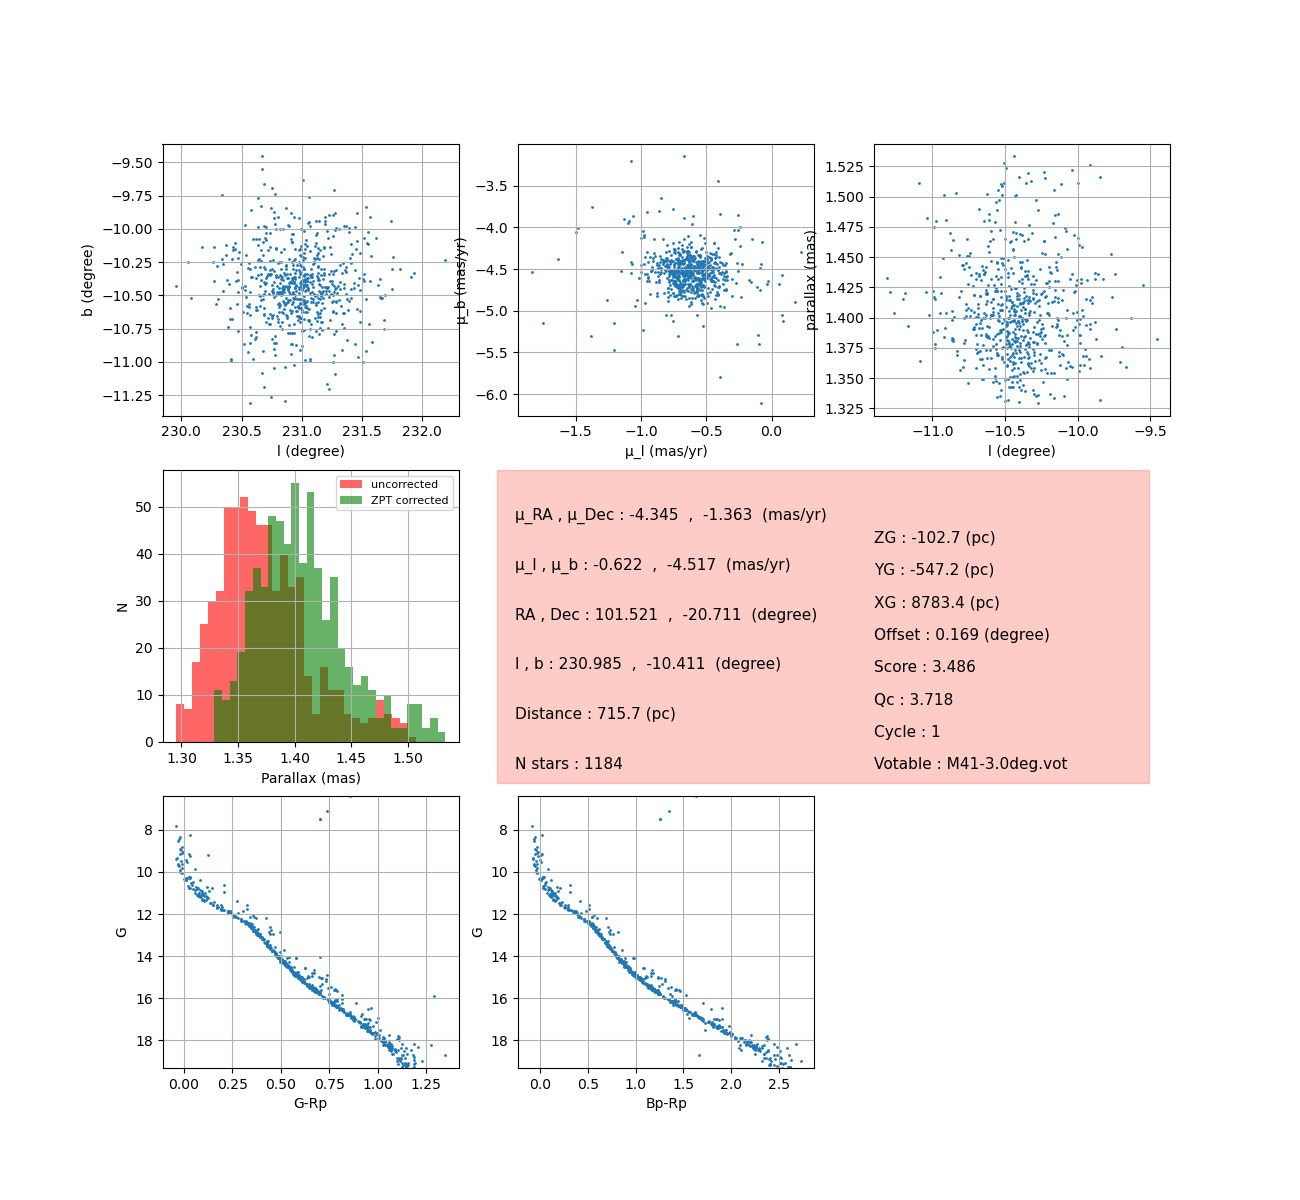 −9.50
−9.75
−10.00
−10.25
−10.50
−10.75
−11.00
−11.25
b (degree)
230.0 230.5 231.0 231.5 232.0
l (degree)
−3.5
−4.0
−4.5
−5.0
−5.5
−6.0
μ_b (mas/yr)
−1.5 −1.0 −0.5 0.0
μ_l (mas/yr)
1.525
1.500
1.475
1.450
1.425
1.400
1.375
1.350
1.325
parallax (mas)
−11.0 −10.5 −10.0 −9.5
l (degree)
uncorrected
ZPT corrected
50
40
30
20
10
0
N
1.30 1.35 1.40 1.45 1.50
Parallax (mas)
μ_RA , μ_Dec : -4.345 , -1.363 (mas/yr)
μ_l , μ_b : -0.622 , -4.517 (mas/yr)
RA , Dec : 101.521 , -20.711 (degree)
l , b : 230.985 , -10.411 (degree)
Distance : 715.7 (pc)
N stars : 1184
ZG : -102.7 (pc)
YG : -547.2 (pc)
XG : 8783.4 (pc)
Offset : 0.169 (degree)
Score : 3.486
Qc : 3.718
Cycle : 1
Votable : M41-3.0deg.vot
8
10
12
14
16
18
G
0.00 0.25 0.50 0.75 1.00 1.25
G-Rp
8
10
12
14
16
18
G
0.0 0.5 1.0 1.5 2.0 2.5
Bp-Rp